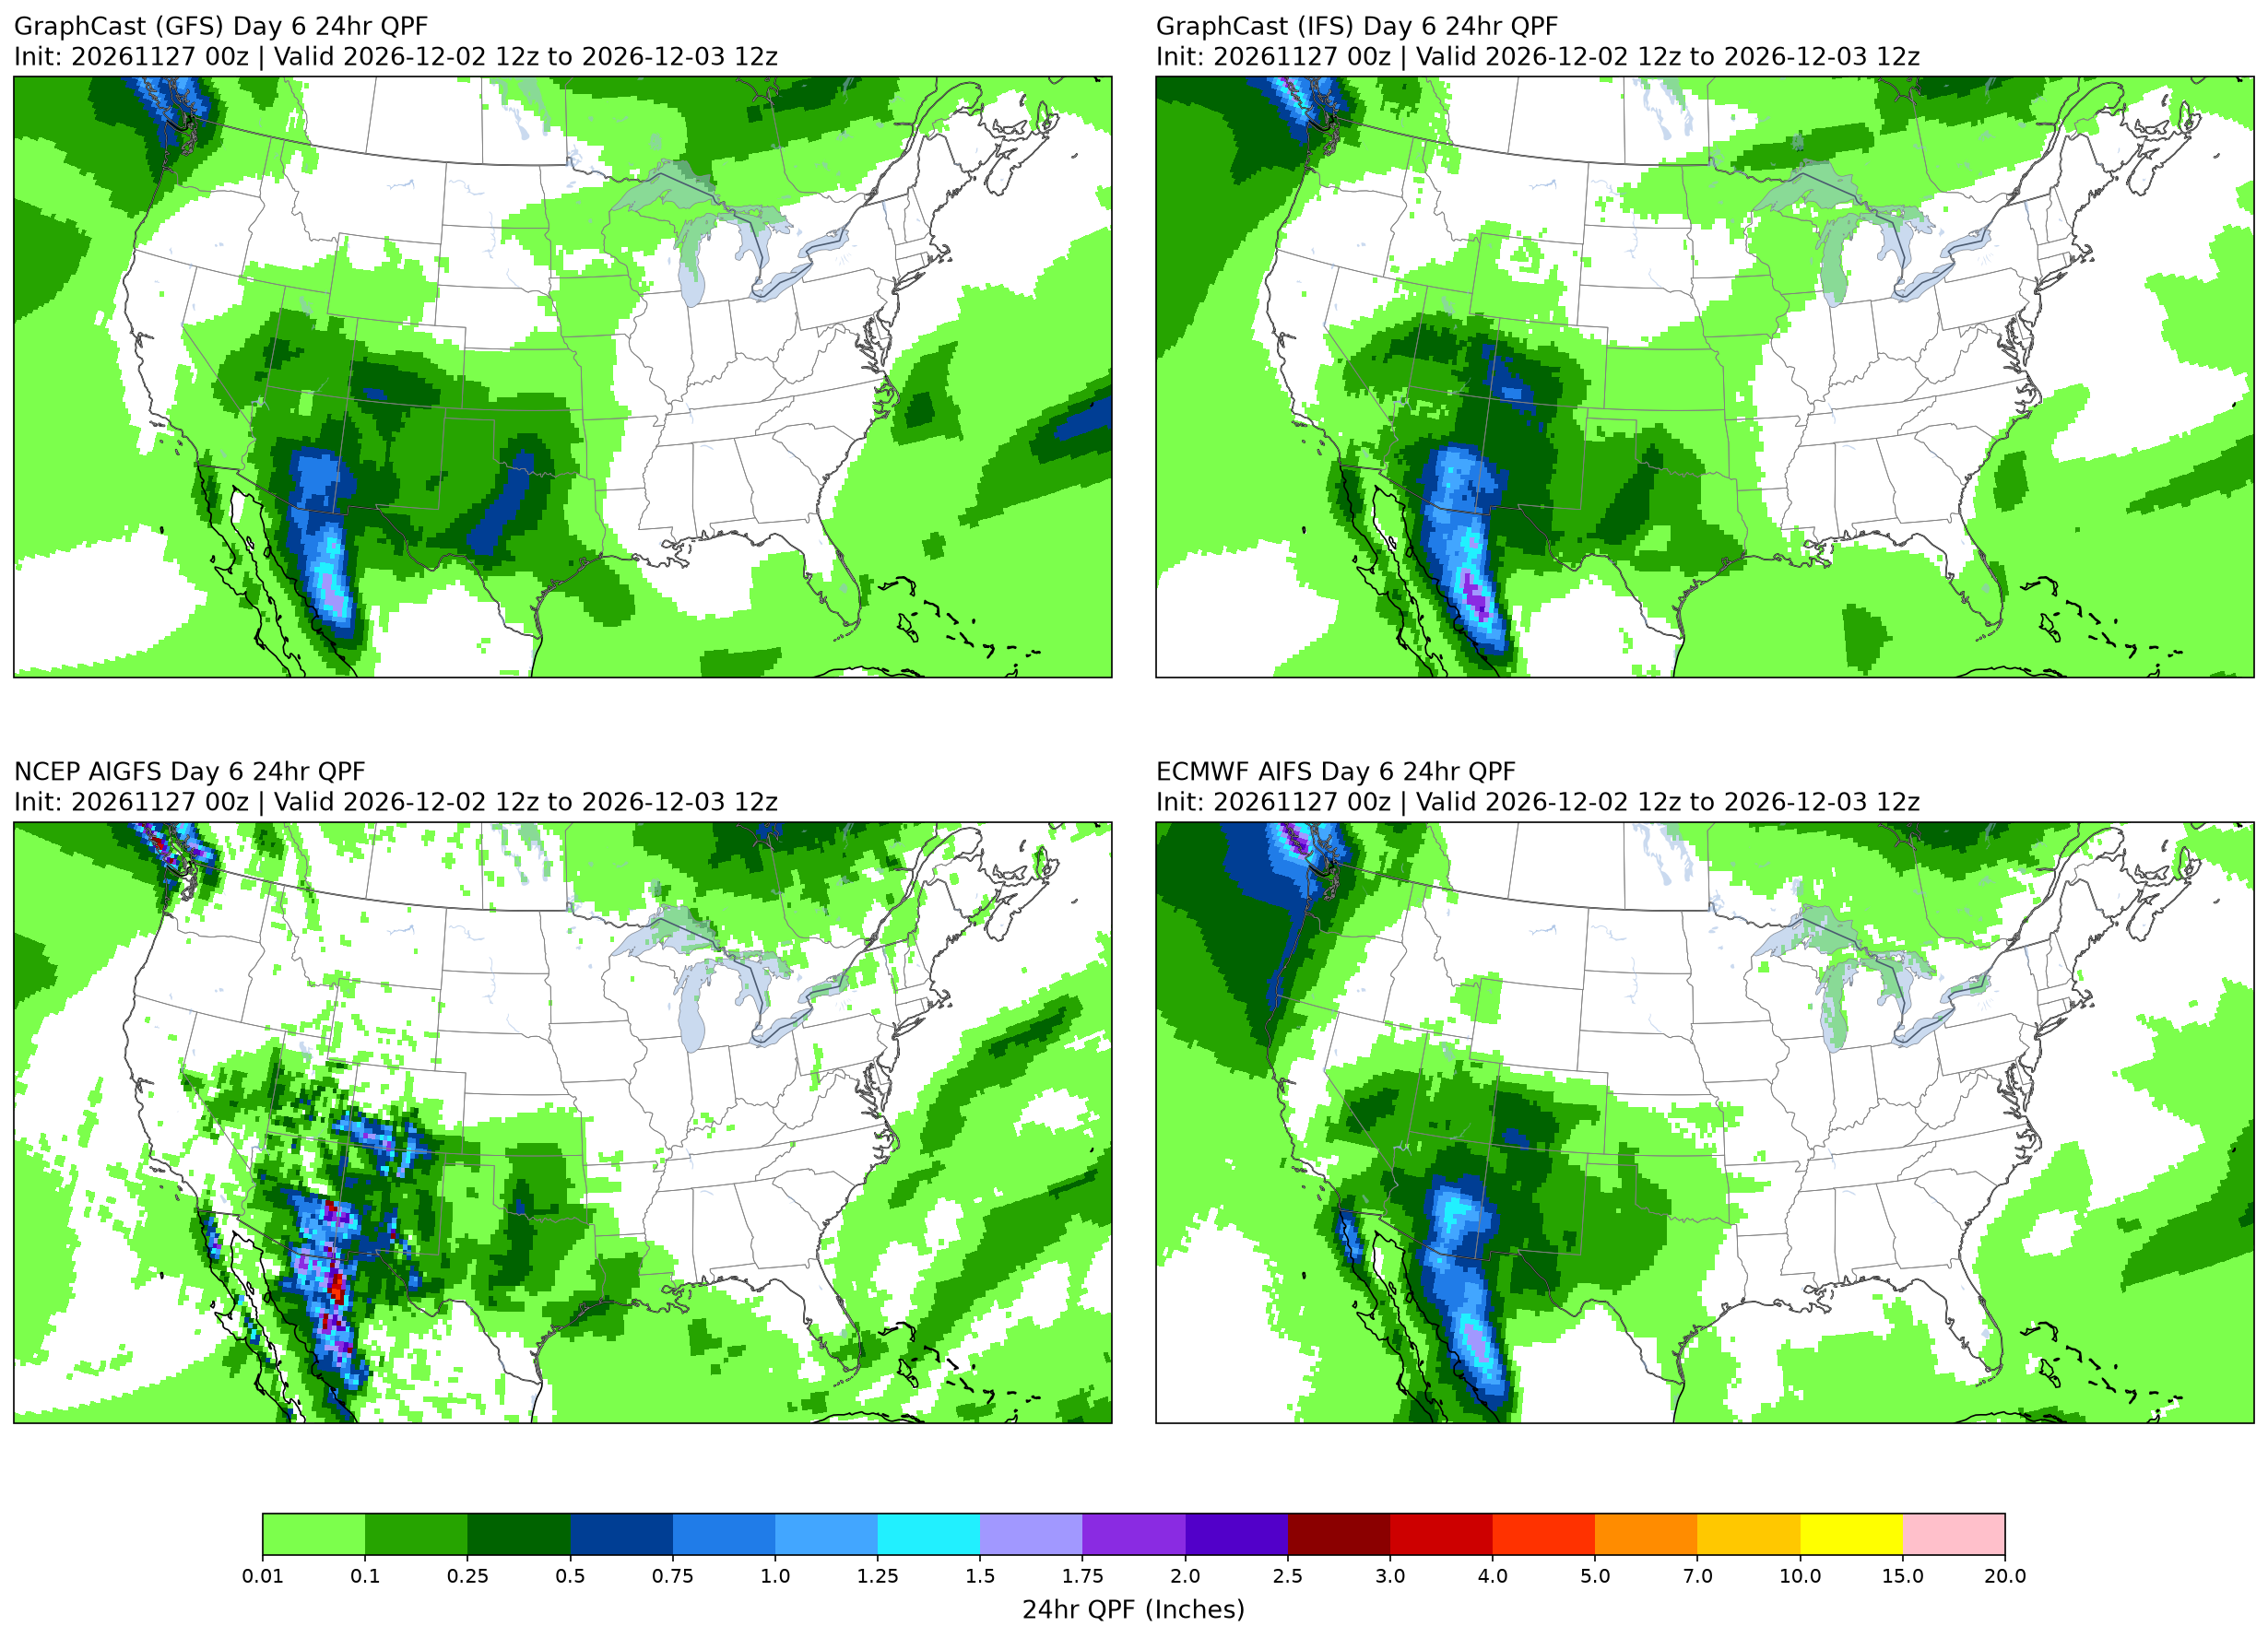 GraphCast (GFS) Day 6 24hr QPF
Init: 20261127 00z | Valid 2026-12-02 12z to 2026-12-03 12z
GraphCast (IFS) Day 6 24hr QPF
Init: 20261127 00z | Valid 2026-12-02 12z to 2026-12-03 12z
NCEP AIGFS Day 6 24hr QPF
Init: 20261127 00z | Valid 2026-12-02 12z to 2026-12-03 12z
ECMWF AIFS Day 6 24hr QPF
Init: 20261127 00z | Valid 2026-12-02 12z to 2026-12-03 12z
0.01 0.1 0.25 0.5 0.75 1.0 1.25 1.5 1.75 2.0 2.5 3.0 4.0 5.0 7.0 10.0 15.0 20.0
24hr QPF (Inches)